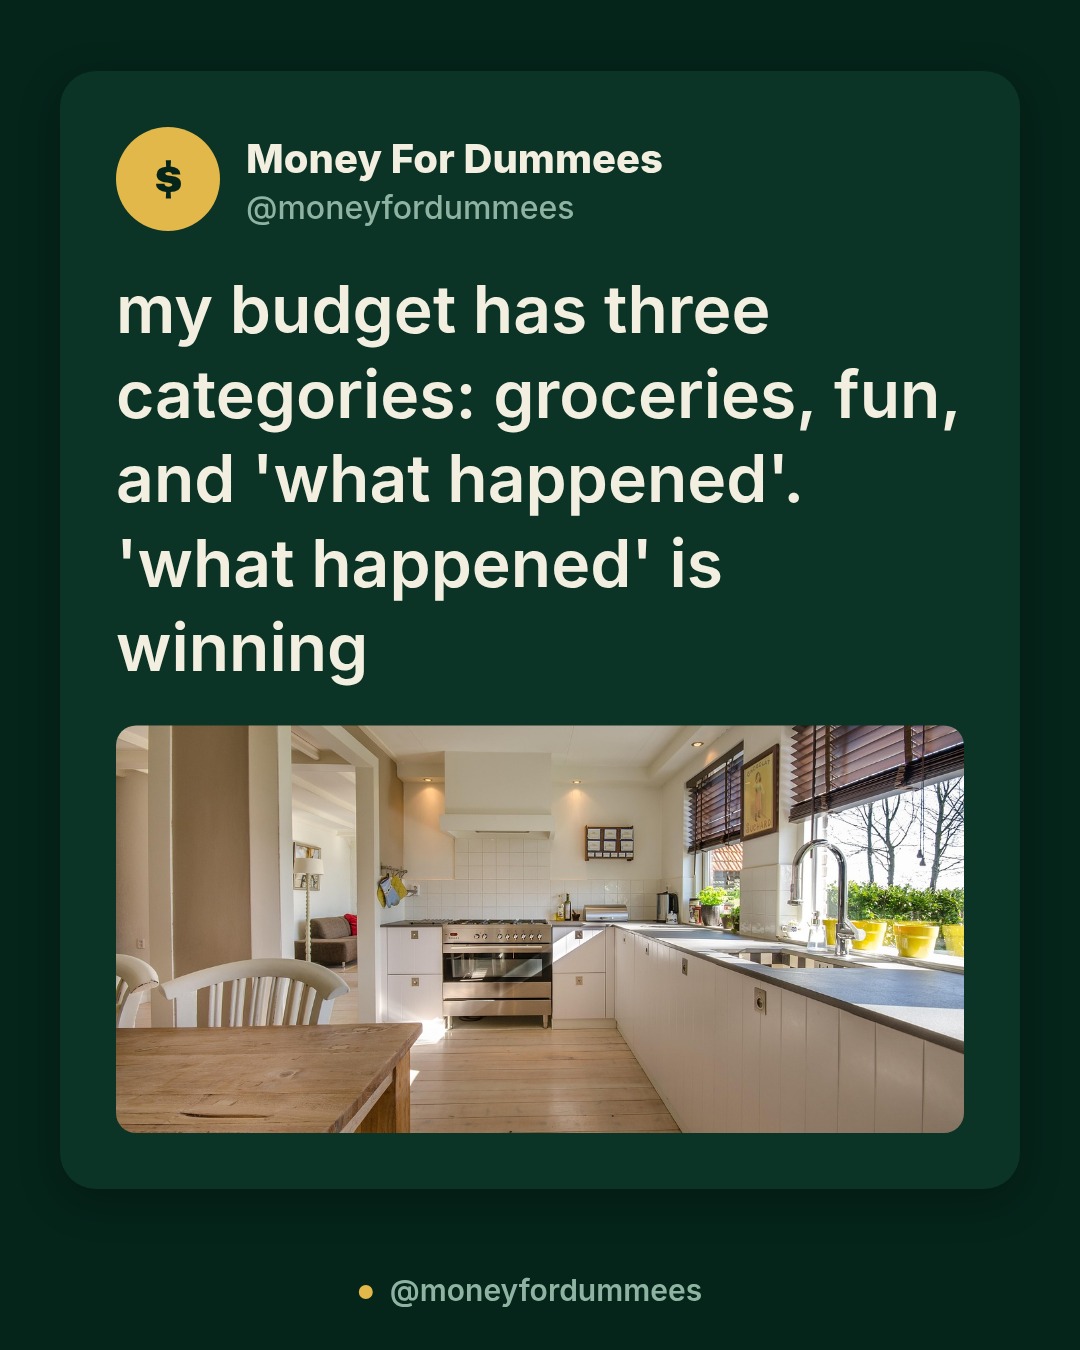 $
Money For Dummees
@moneyfordummees
my budget has three
categories: groceries, fun,
and 'what happened'.
'what happened' is
winning
@moneyfordummees